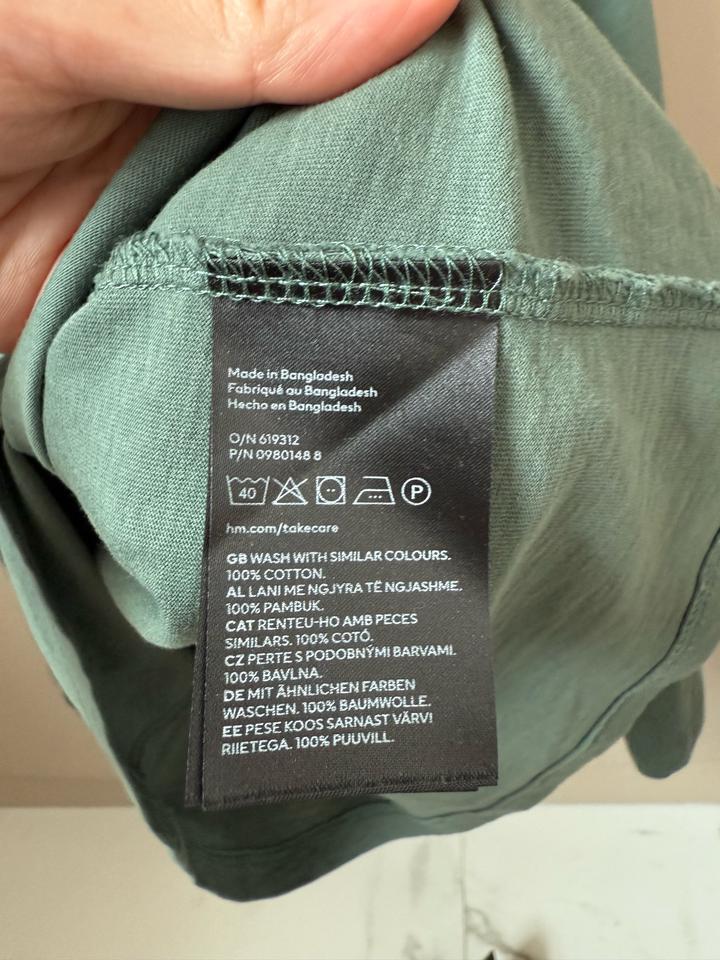 Made in Bangladesh
Fabriqué au Bangladesh
Hecho en Bangladesh
O/N 619312
P/N 0980148 8
40 P
hm.com/takecare
GB WASH WITH SIMILAR COLOURS.
100% COTTON.
AL LANI ME NGJYRA TË NGJASHME.
100% PAMBUK.
CAT RENTEU-HO AMB PECES
SIMILARS. 100% COTÓ.
CZ PERTE S PODOBNÝMI BARVAMI.
100% BAVLNA.
DE MIT ÄHNLICHEN FARBEN
WASCHEN. 100% BAUMWOLLE.
EE PESE KOOS SARNAST VÄRVI
RIIETEGA. 100% PUUVILL.